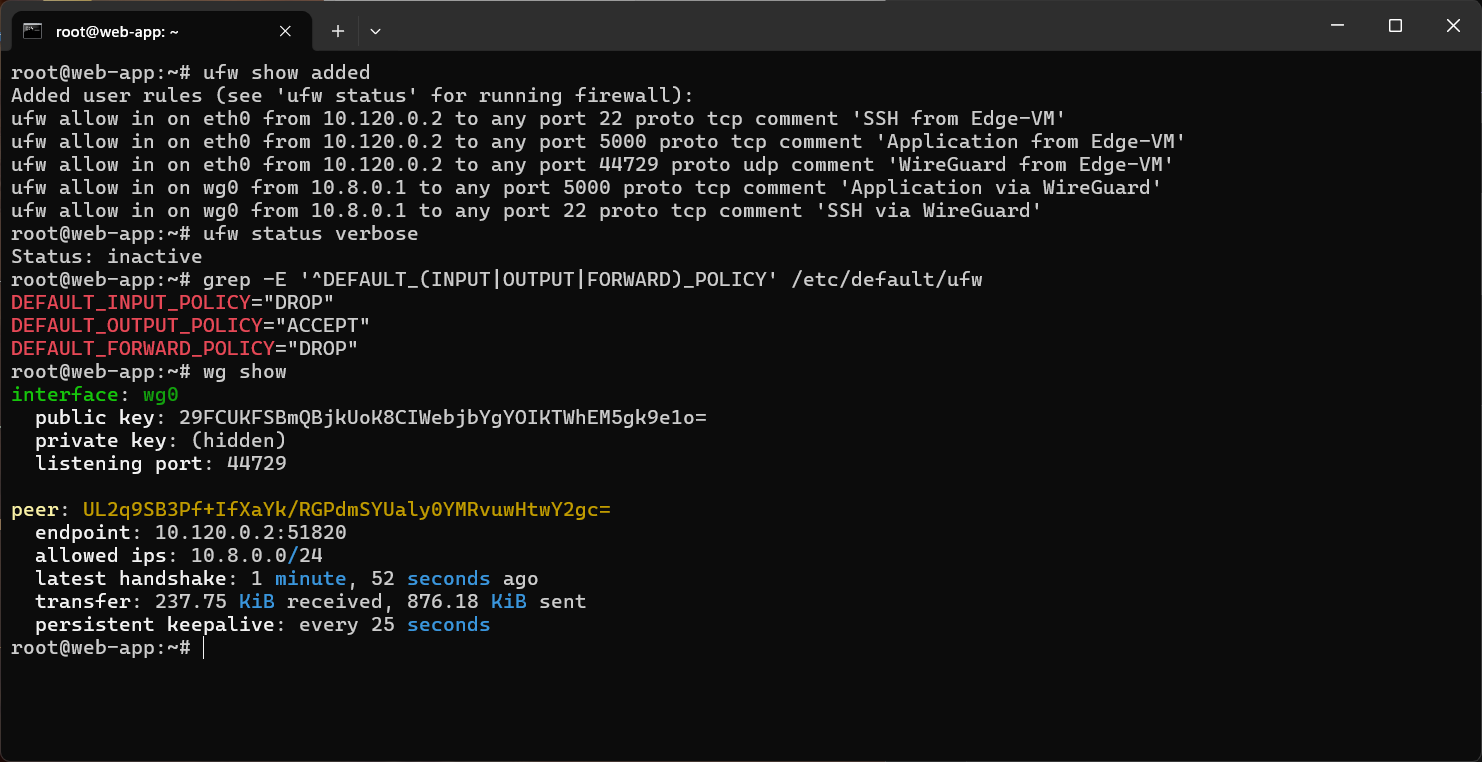 root@web-app: ~
root@web-app:~# ufw show added
Added user rules (see 'ufw status' for running firewall):
ufw allow in on eth0 from 10.120.0.2 to any port 22 proto tcp comment 'SSH from Edge-VM'
ufw allow in on eth0 from 10.120.0.2 to any port 5000 proto tcp comment 'Application from Edge-VM'
ufw allow in on eth0 from 10.120.0.2 to any port 44729 proto udp comment 'WireGuard from Edge-VM'
ufw allow in on wg0 from 10.8.0.1 to any port 5000 proto tcp comment 'Application via WireGuard'
ufw allow in on wg0 from 10.8.0.1 to any port 22 proto tcp comment 'SSH via WireGuard'
root@web-app:~# ufw status verbose
Status: inactive
root@web-app:~# grep -E '^DEFAULT_(INPUT|OUTPUT|FORWARD)_POLICY' /etc/default/ufw
DEFAULT_INPUT_POLICY="DROP"
DEFAULT_OUTPUT_POLICY="ACCEPT"
DEFAULT_FORWARD_POLICY="DROP"
root@web-app:~# wg show
interface: wg0
  public key: 29FCUKFSBmQBjkUoK8CIWebjbYgYOIKTWhEM5gk9e1o=
  private key: (hidden)
  listening port: 44729

peer: UL2q9SB3Pf+IfXaYk/RGPdmSYUaly0YMRvuwHtwY2gc=
  endpoint: 10.120.0.2:51820
  allowed ips: 10.8.0.0/24
  latest handshake: 1 minute, 52 seconds ago
  transfer: 237.75 KiB received, 876.18 KiB sent
  persistent keepalive: every 25 seconds
root@web-app:~#